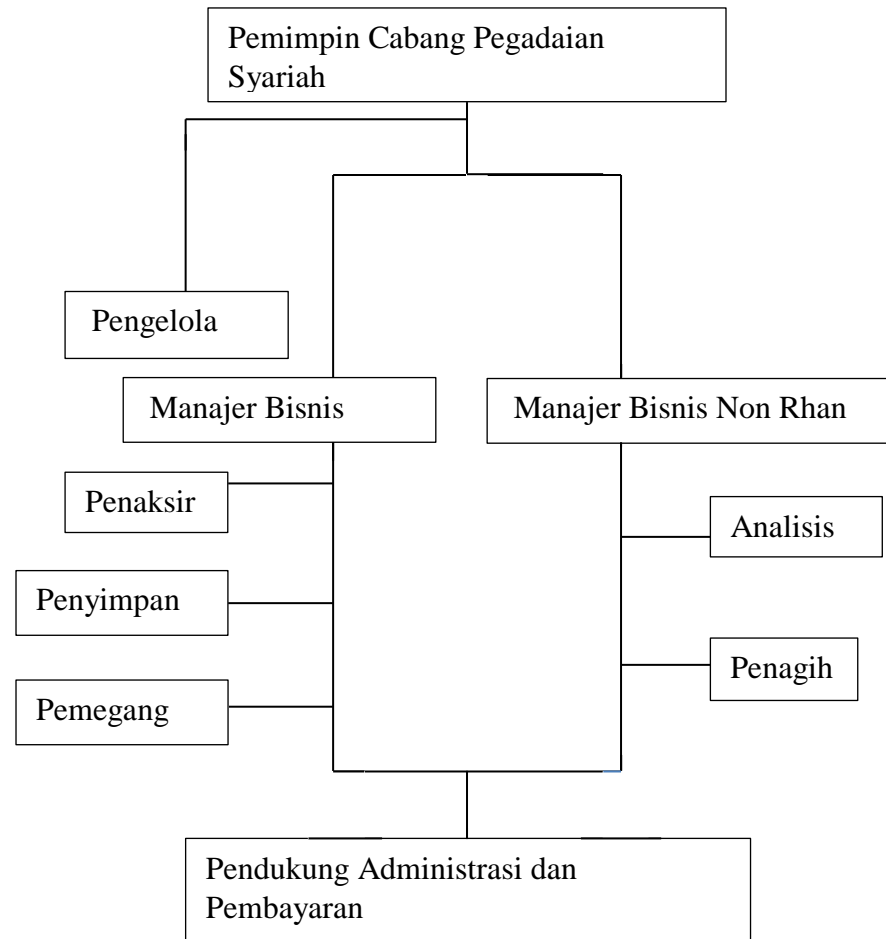 Pemimpin Cabang Pegadaian
Syariah
Pengelola
Manajer Bisnis
Manajer Bisnis Non Rhan
Penaksir
Analisis
Penyimpan
Penagih
Pemegang
Pendukung Administrasi dan
Pembayaran